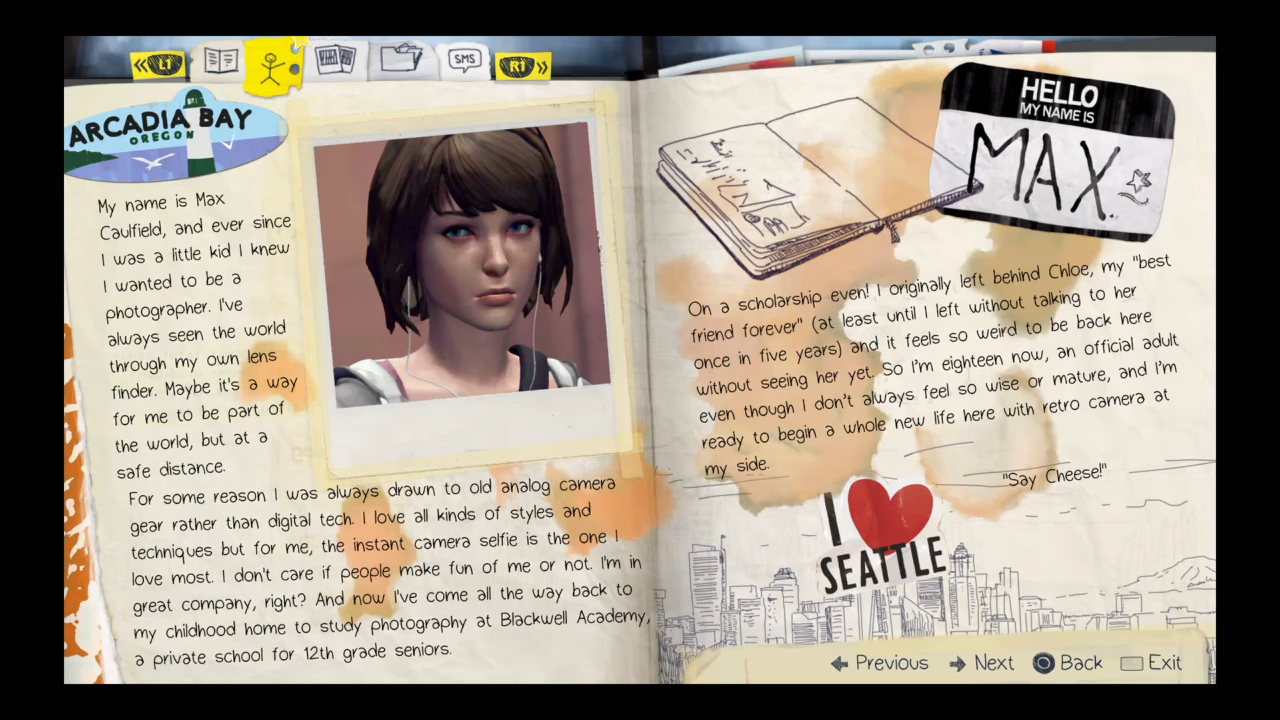 LT
SMS
R1
ARCADIA BAY
OREGON
My name is Max
Caulfield, and ever since
I was a little kid I knew
I wanted to be a
photographer. I've
always seen the world
through my own lens
finder. Maybe it's a way
for me to be part of
the world, but at a
safe distance.
For some reason I was always drawn to old analog camera
gear rather than digital tech. I love all kinds of styles and
techniques but for me, the instant camera selfie is the one I
love most. I don't care if people make fun of me or not. I'm in
great company, right? And now I've come all the way back to
my childhood home to study photography at Blackwell Academy,
a private school for 12th grade seniors.
HELLO
MY NAME IS
MAX
On a scholarship even! I originally left behind Chloe, my "best
friend forever" (at least until I left without talking to her
once in five years) and it feels so weird to be back here
without seeing her yet. So I'm eighteen now, an official adult
even though I don't always feel so wise or mature, and I'm
ready to begin a whole new life here with retro camera at
my side.
"Say Cheese!"
I
SEATTLE
Previous Next Back Exit